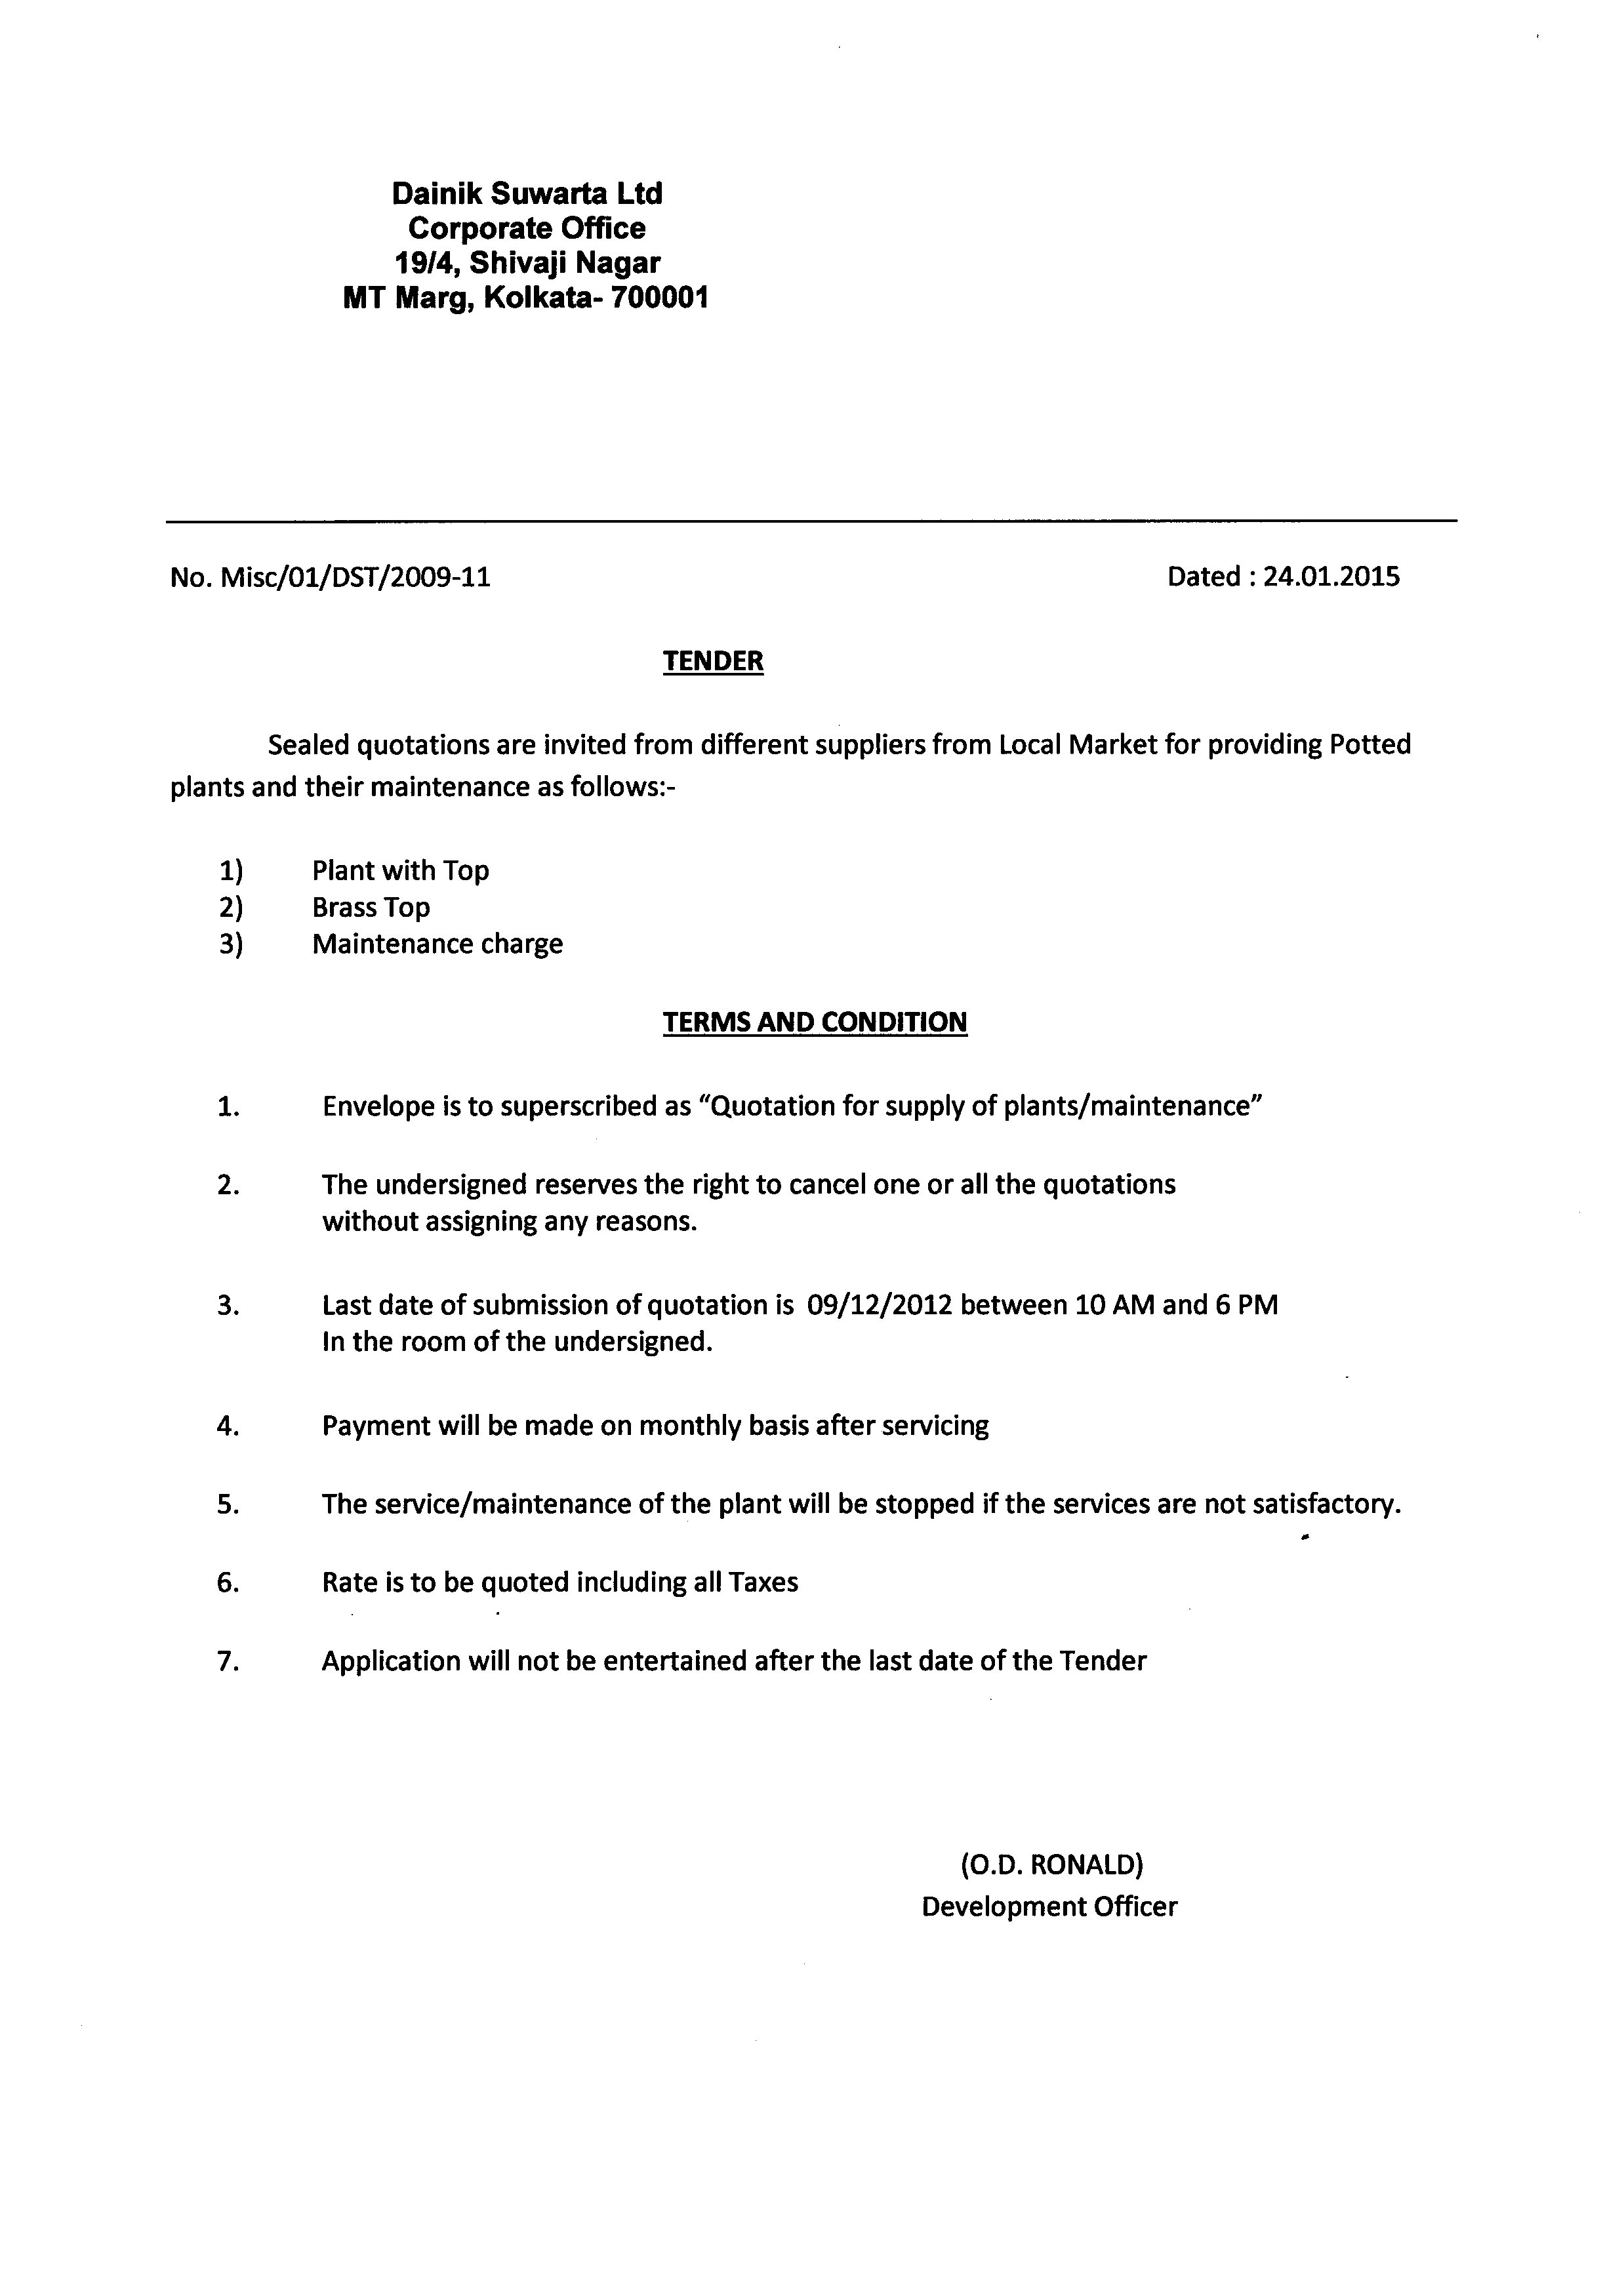 Dainik Suwarta Ltd
Corporate Office
19/4, Shivaji Nagar
MT Marg, Kolkata- 700001
No. Misc/01/DST/2009-11 Dated : 24.01.2015
TENDER
Sealed quotations are invited from different suppliers from Local Market for providing Potted
plants and their maintenance as follows:-
1) Plant with Top
2) Brass Top
3) Maintenance charge
TERMS AND CONDITION
1. Envelope is to superscribed as “Quotation for supply of plants/maintenance”
2. The undersigned reserves the right to cancel one or all the quotations
without assigning any reasons.
3. Last date of submission of quotation is 09/12/2012 between 10 AM and 6 PM
In the room of the undersigned.
4. Payment will be made on monthly basis after servicing
5. The service/maintenance of the plant will be stopped if the services are not satisfactory.
6. Rate is to be quoted including all Taxes
7. Application will not be entertained after the last date of the Tender
(O.D. RONALD)
Development Officer